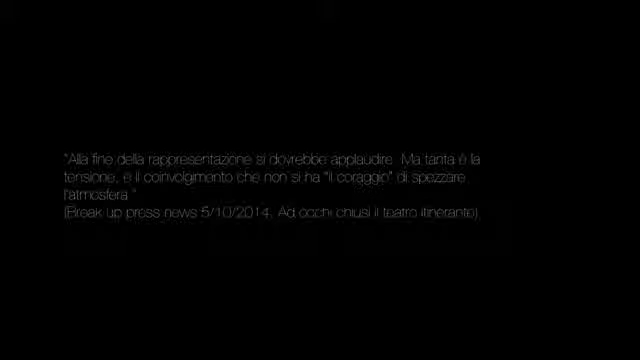 "Alla fine della rappresentazione si dovrebbe applaudire. Ma tanta è la
tensione, e il coinvolgimento che non si ha "il coraggio" di spezzare
l'atmosfera."
(Break up press news 5/10/2014. Ad occhi chiusi il teatro itinerante)